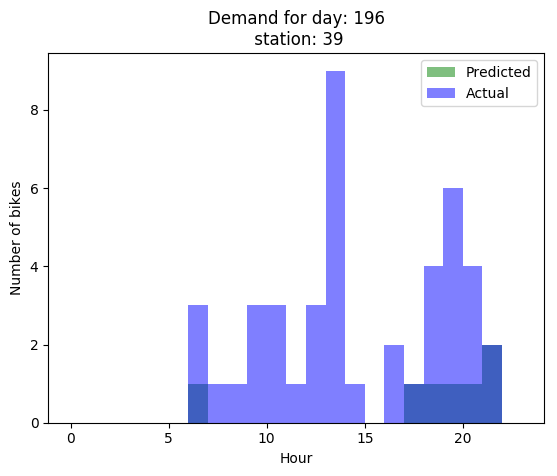 Demand for day: 196
station: 39
Predicted
Actual
Number of bikes
8
6
4
2
0
0 5 10 15 20
Hour